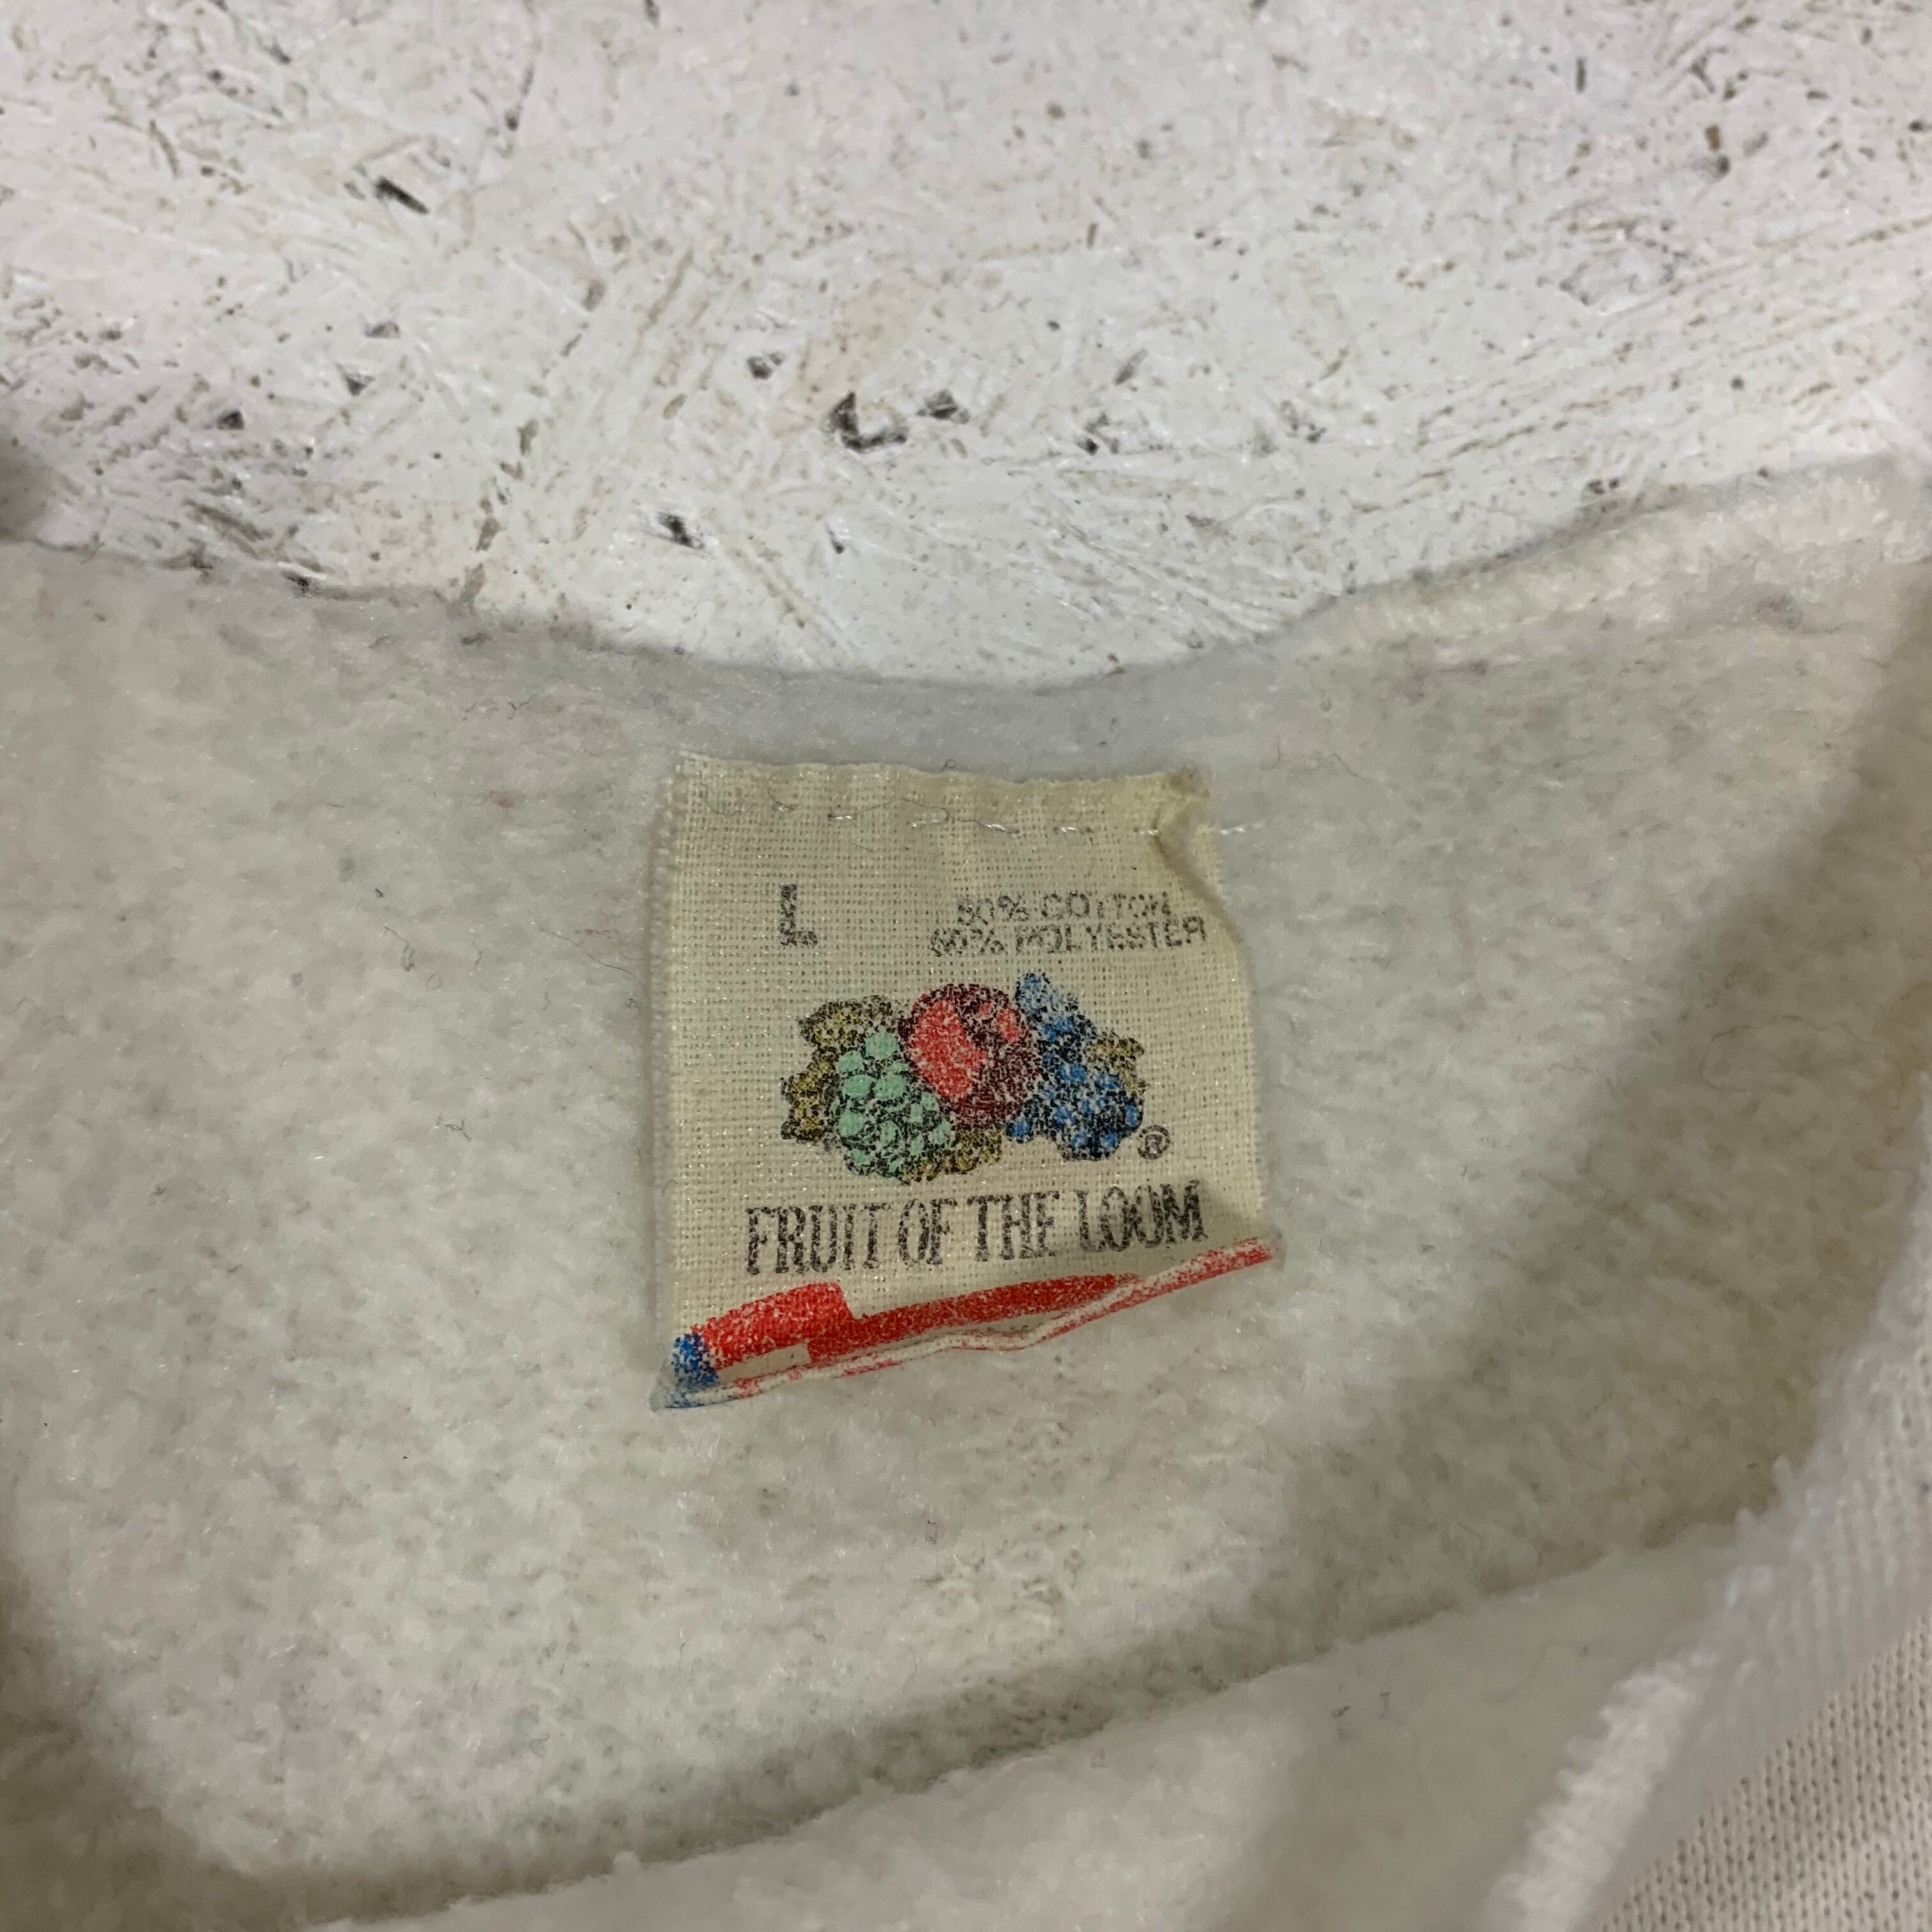 L
50% COTTON
50% POLYESTER
®
FRUIT OF THE LOOM